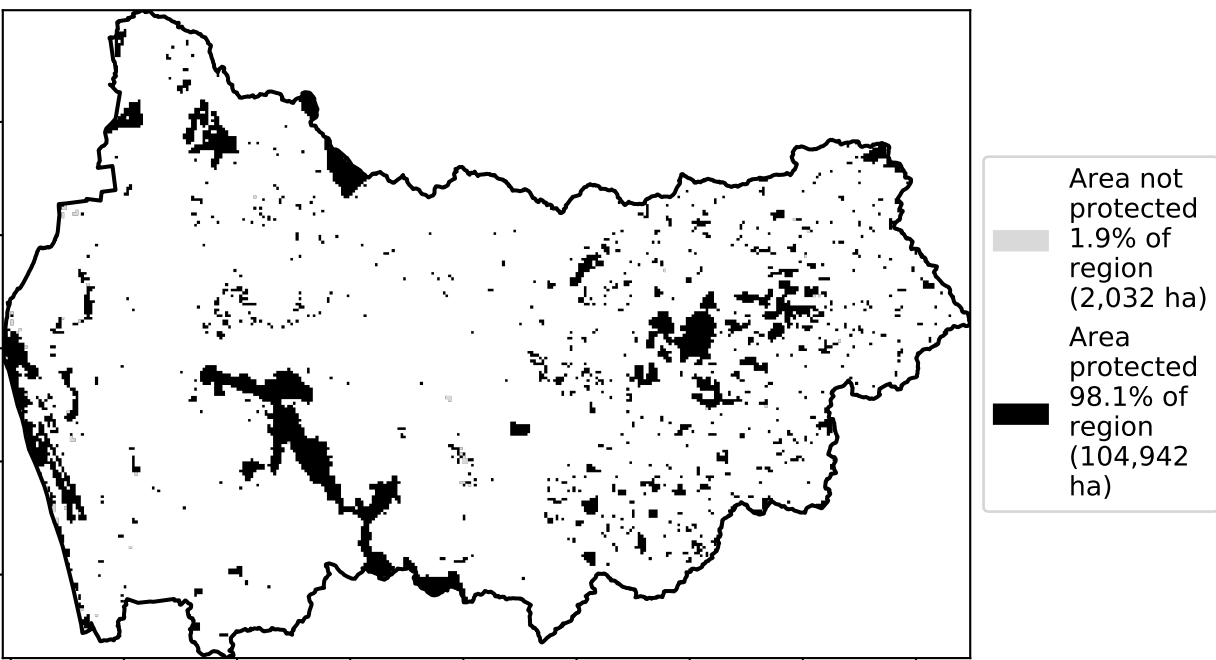 Area not
protected
1.9% of
region
(2,032 ha)
Area
protected
98.1% of
region
(104,942
ha)